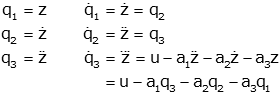 q₁ = z  q̇₁ = ż = q₂
q₂ = ż  q̇₂ = z̈ = q₃
q₃ = z̈  q̇₃ = z⃛ = u – a₁z̈ – a₂ż – a₃z
= u – a₁q₃ – a₂q₂ – a₃q₁